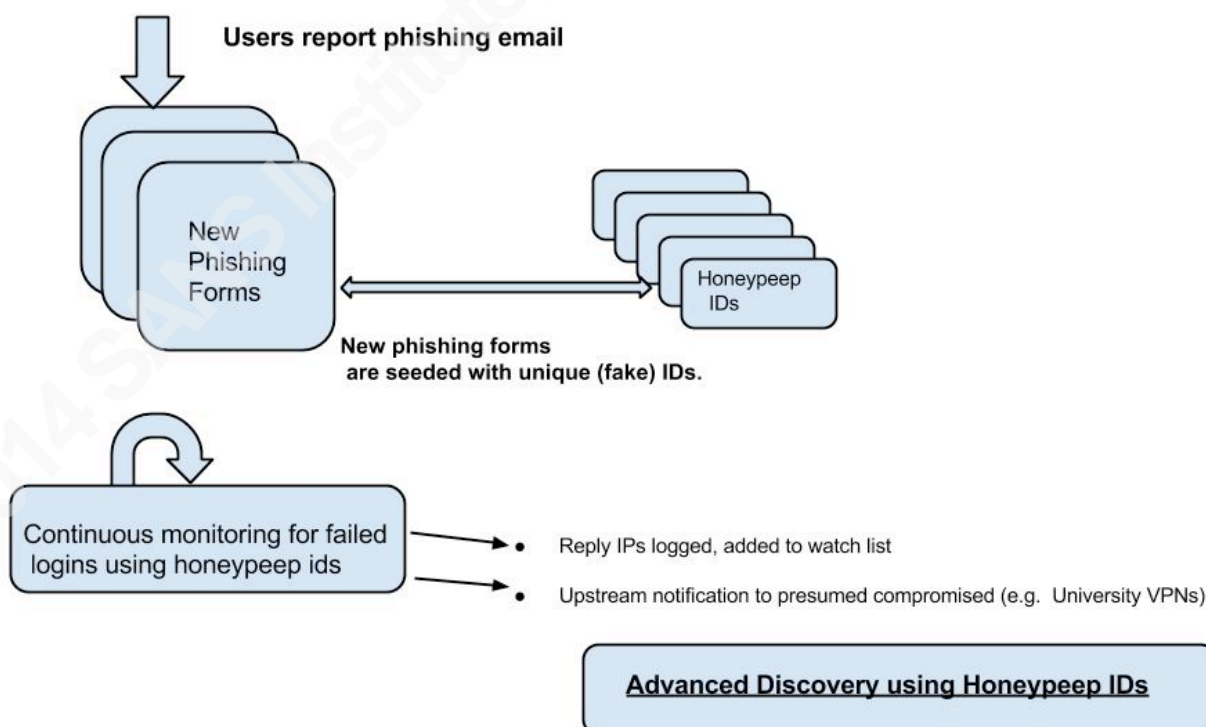 Users report phishing email
New
Phishing
Forms
Honeypeep
IDs
New phishing forms
are seeded with unique (fake) IDs.
Continuous monitoring for failed
logins using honeypeep ids
• Reply IPs logged, added to watch list
• Upstream notification to presumed compromised (e.g. University VPNs)
Advanced Discovery using Honeypeep IDs